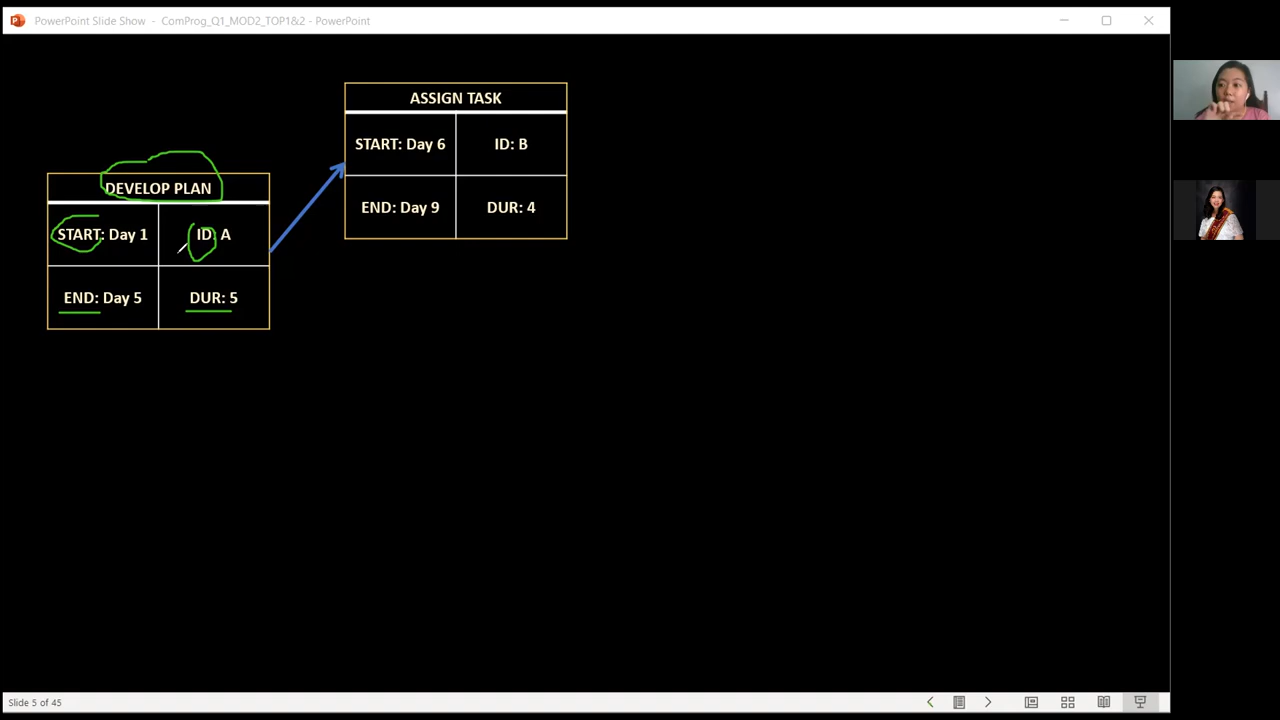 PowerPoint Slide Show - ComProg_Q1_MOD2_TOP1&2 - PowerPoint
ASSIGN TASK
START: Day 6
ID: B
END: Day 9
DUR: 4
DEVELOP PLAN
START: Day 1
ID: A
END: Day 5
DUR: 5
Slide 5 of 45